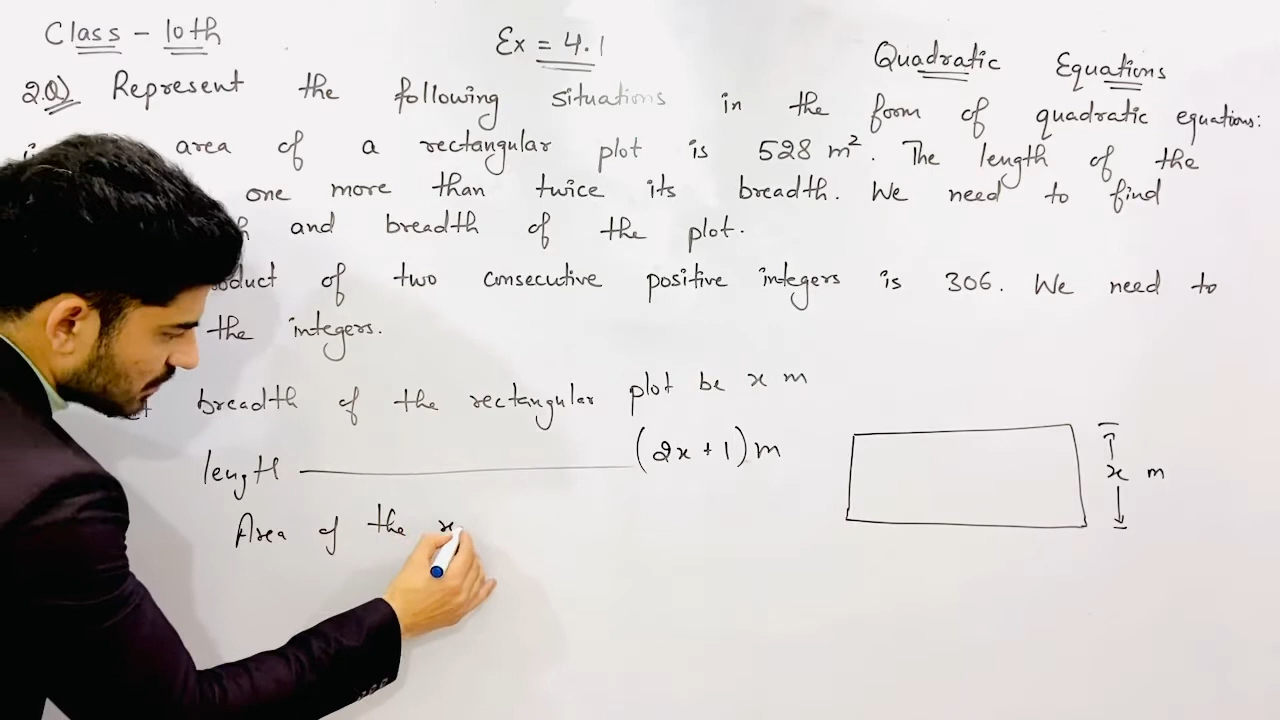 Class - 10th
Ex = 4.1
Quadratic Equations
2Q) Represent the following situations in the form of quadratic equations:
area of a rectangular plot is 528 m². The length of the
one more than twice its breadth. We need to find
and breadth of the plot.
of two consecutive positive integers is 306. We need to
the integers.
breadth of the rectangular plot be x m
length ——— (2x + 1) m
x m
Area of the